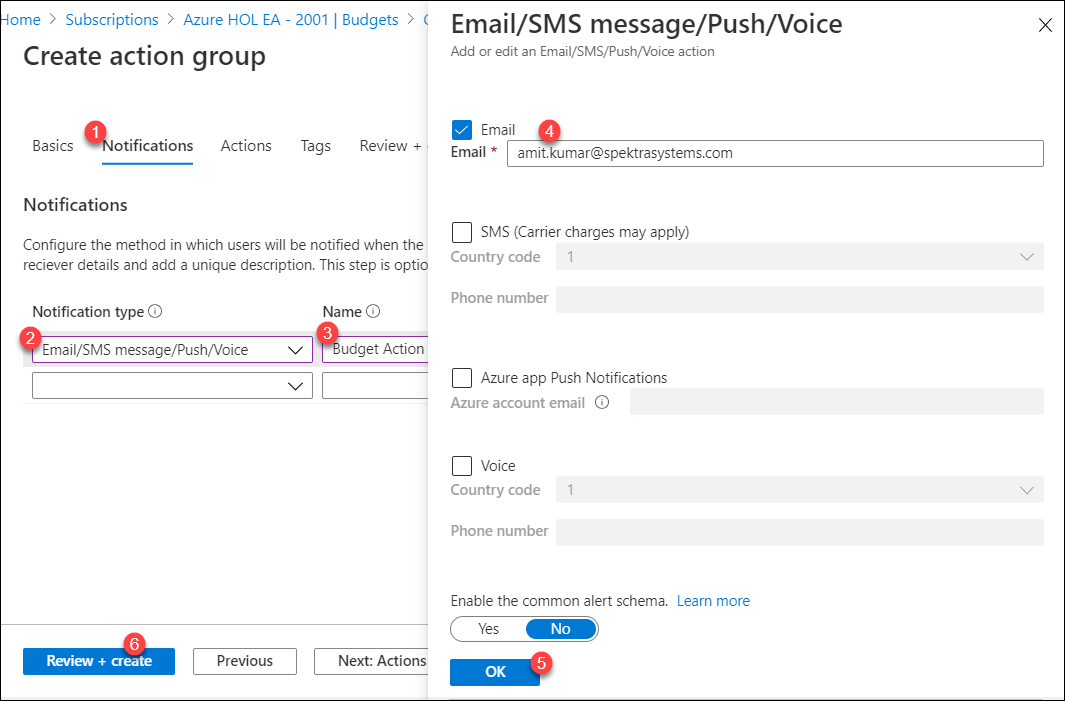 Home > Subscriptions > Azure HOL EA - 2001 | Budgets >
Create action group
1
Basics Notifications Actions Tags Review +
Notifications
Configure the method in which users will be notified when the
reciever details and add a unique description. This step is optio
Notification type Name
2 3
Email/SMS message/Push/Voice Budget Action
6
Review + create Previous Next: Actions
Email/SMS message/Push/Voice
Add or edit an Email/SMS/Push/Voice action
Email 4
Email * amit.kumar@spektrasystems.com
SMS (Carrier charges may apply)
Country code 1
Phone number
Azure app Push Notifications
Azure account email
Voice
Country code 1
Phone number
Enable the common alert schema. Learn more
Yes No
OK 5